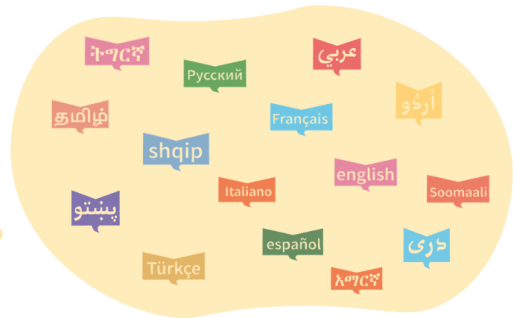 ትግርኛ
Русский
عربي
தமிழ்
Français
اُردُو
shqip
english
Italiano
Soomaali
پښتو
español
دری
Türkçe
አማርኛ